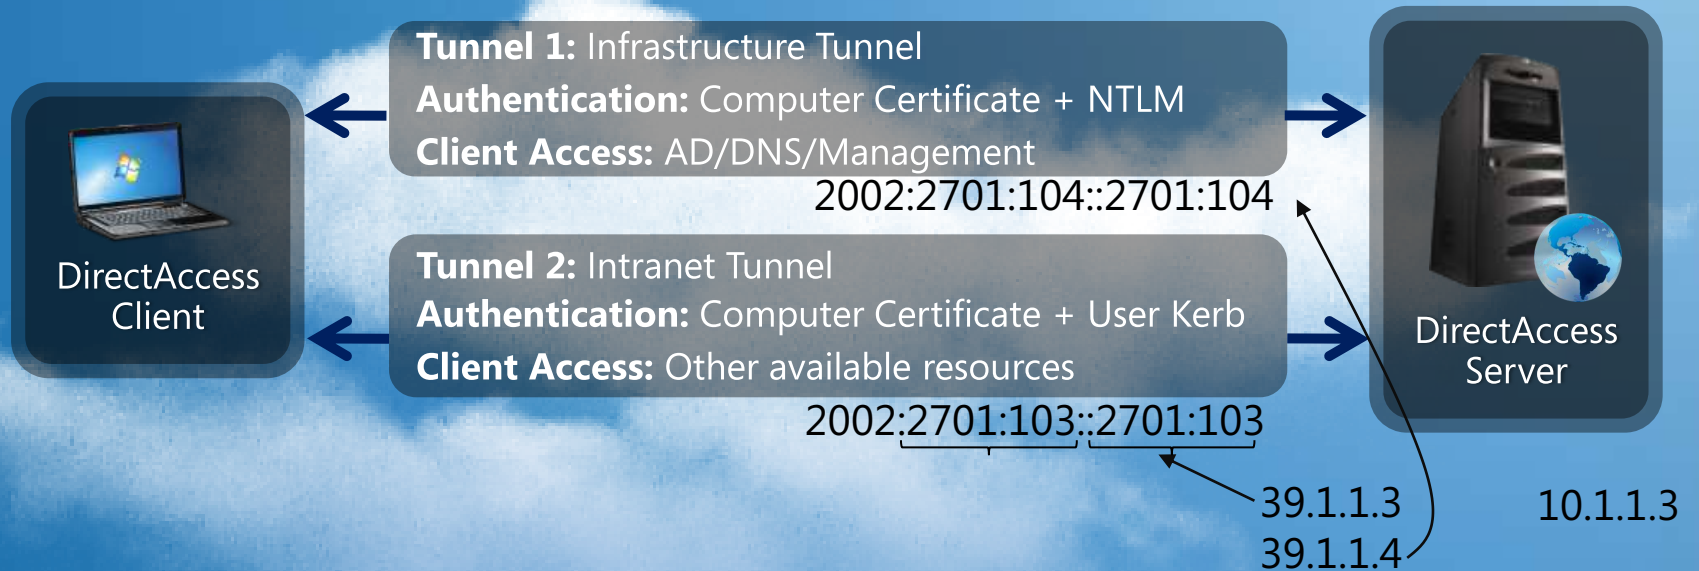 Tunnel 1: Infrastructure Tunnel
Authentication: Computer Certificate + NTLM
Client Access: AD/DNS/Management
2002:2701:104::2701:104
DirectAccess
Client
Tunnel 2: Intranet Tunnel
Authentication: Computer Certificate + User Kerb
Client Access: Other available resources
2002:2701:103::2701:103
DirectAccess
Server
39.1.1.3
10.1.1.3
39.1.1.4